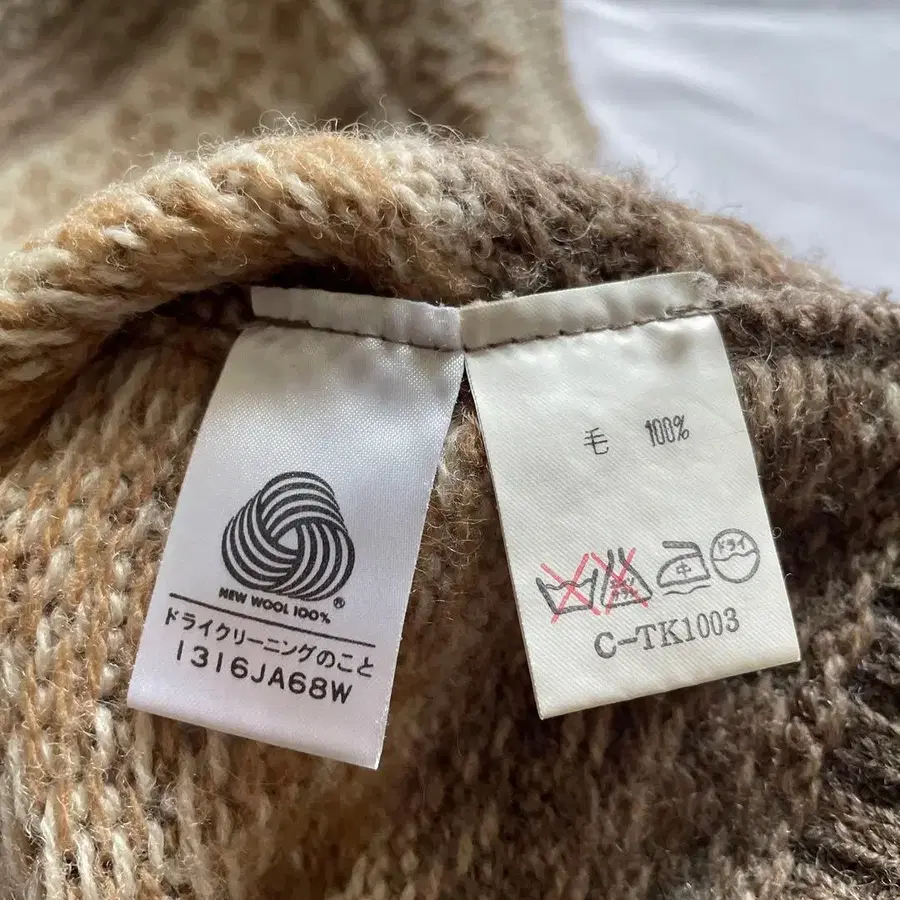 NEW WOOL 100%
®
ドライクリーニングのこと
1316JA68W
毛 100%
中 ドライ
C-TK1003